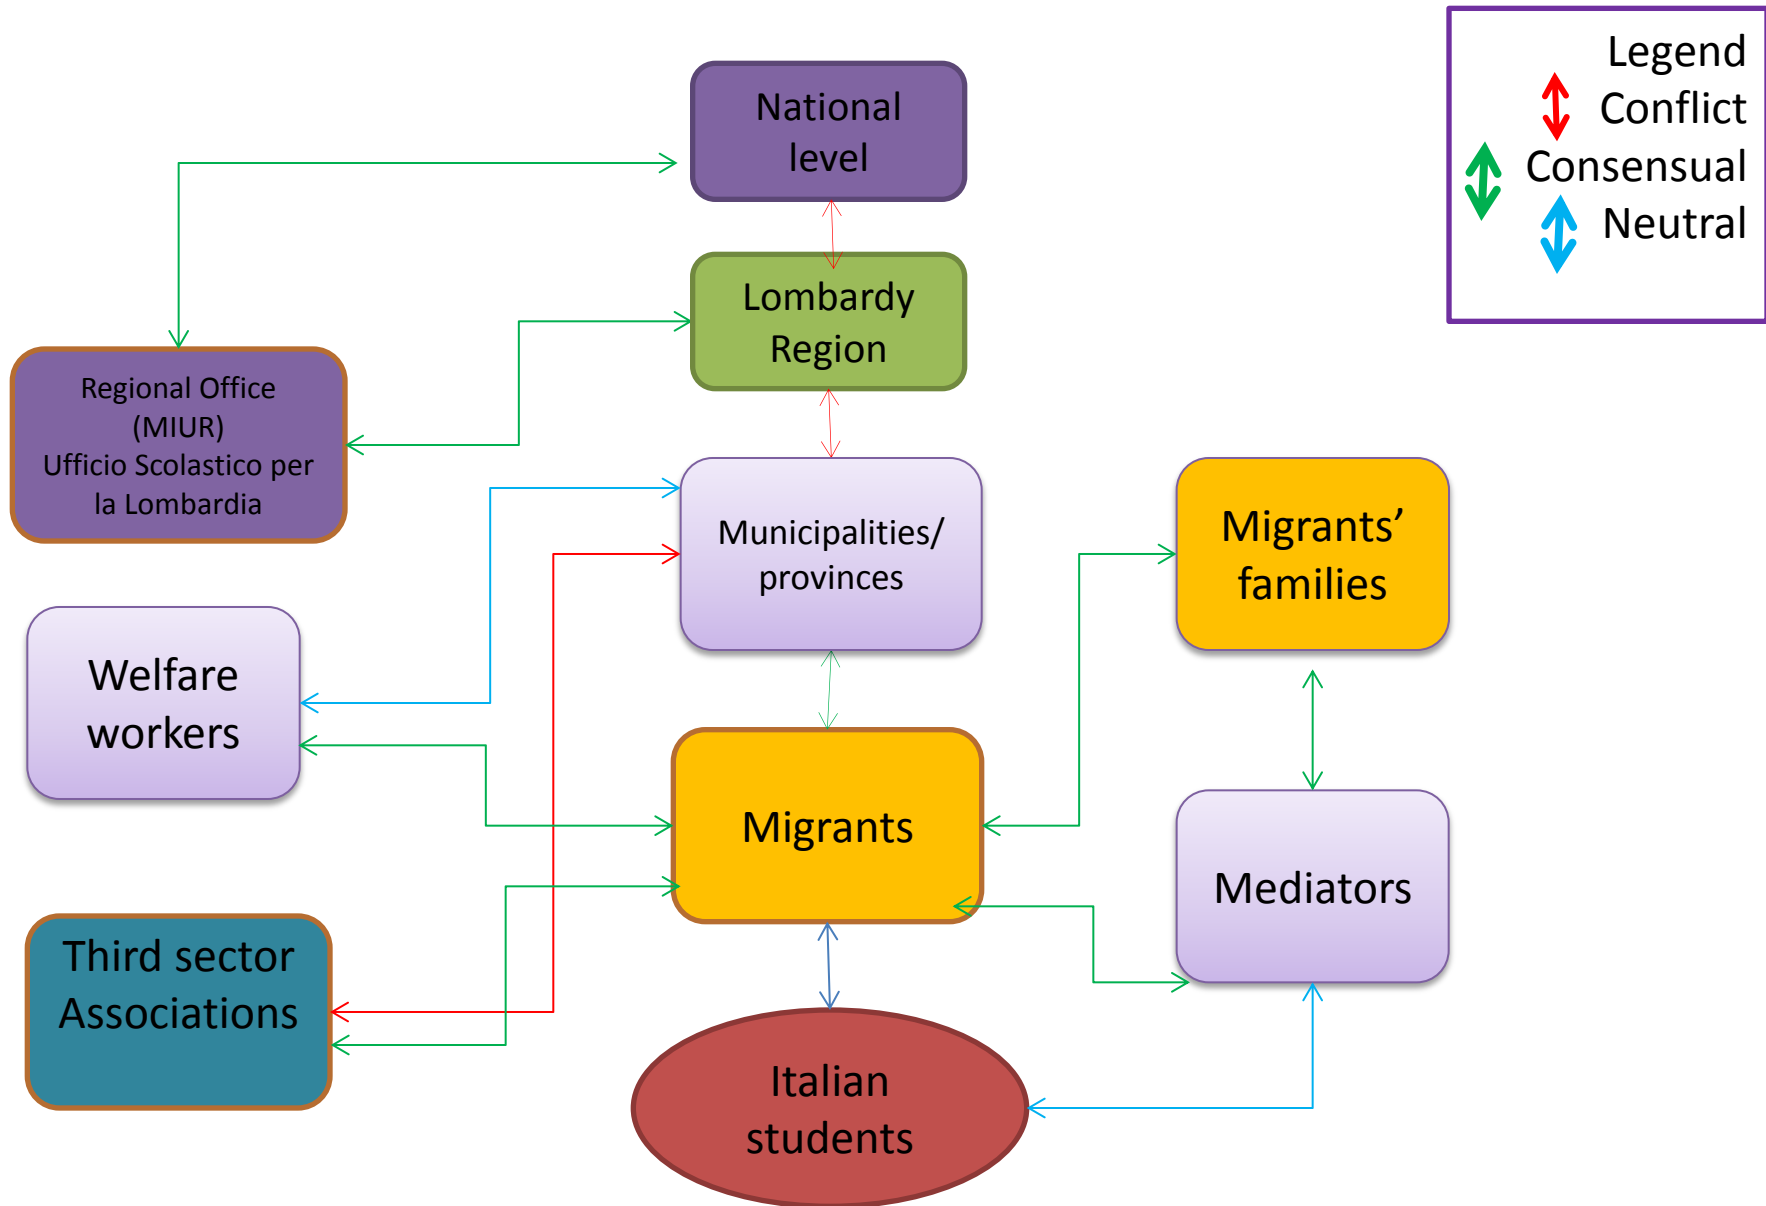 Legend
Conflict
Consensual
Neutral
National
level
Lombardy
Region
Regional Office
(MIUR)
Ufficio Scolastico per
la Lombardia
Municipalities/
provinces
Migrants’
families
Welfare
workers
Migrants
Mediators
Third sector
Associations
Italian
students